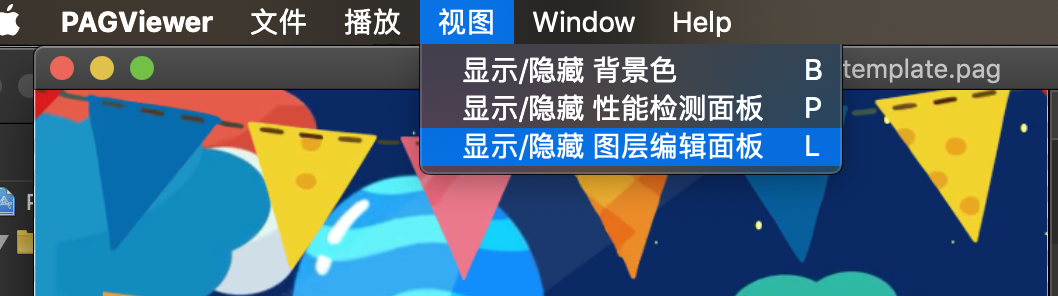 PAGViewer 文件 播放 视图 Window Help
template.pag
显示/隐藏 背景色 B
显示/隐藏 性能检测面板 P
显示/隐藏 图层编辑面板 L